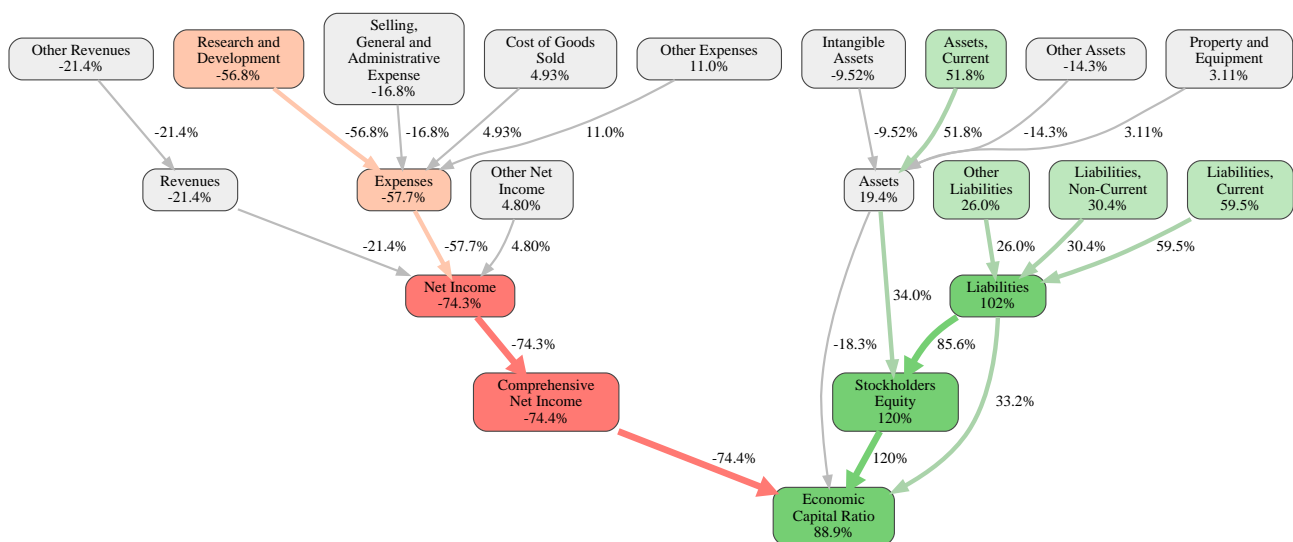 Other Revenues
-21.4%
Research and
Development
-56.8%
Selling,
General and
Administrative
Expense
-16.8%
Cost of Goods
Sold
4.93%
Other Expenses
11.0%
Intangible
Assets
-9.52%
Assets,
Current
51.8%
Other Assets
-14.3%
Property and
Equipment
3.11%
-21.4%
-56.8%
-16.8%
4.93%
11.0%
-9.52%
51.8%
-14.3%
3.11%
Revenues
-21.4%
Expenses
-57.7%
Other Net
Income
4.80%
Assets
19.4%
Other
Liabilities
26.0%
Liabilities,
Non-Current
30.4%
Liabilities,
Current
59.5%
-21.4%
-57.7%
4.80%
26.0%
30.4%
59.5%
Net Income
-74.3%
Liabilities
102%
34.0%
-74.3%
-18.3%
85.6%
Comprehensive
Net Income
-74.4%
Stockholders
Equity
120%
33.2%
-74.4%
120%
Economic
Capital Ratio
88.9%